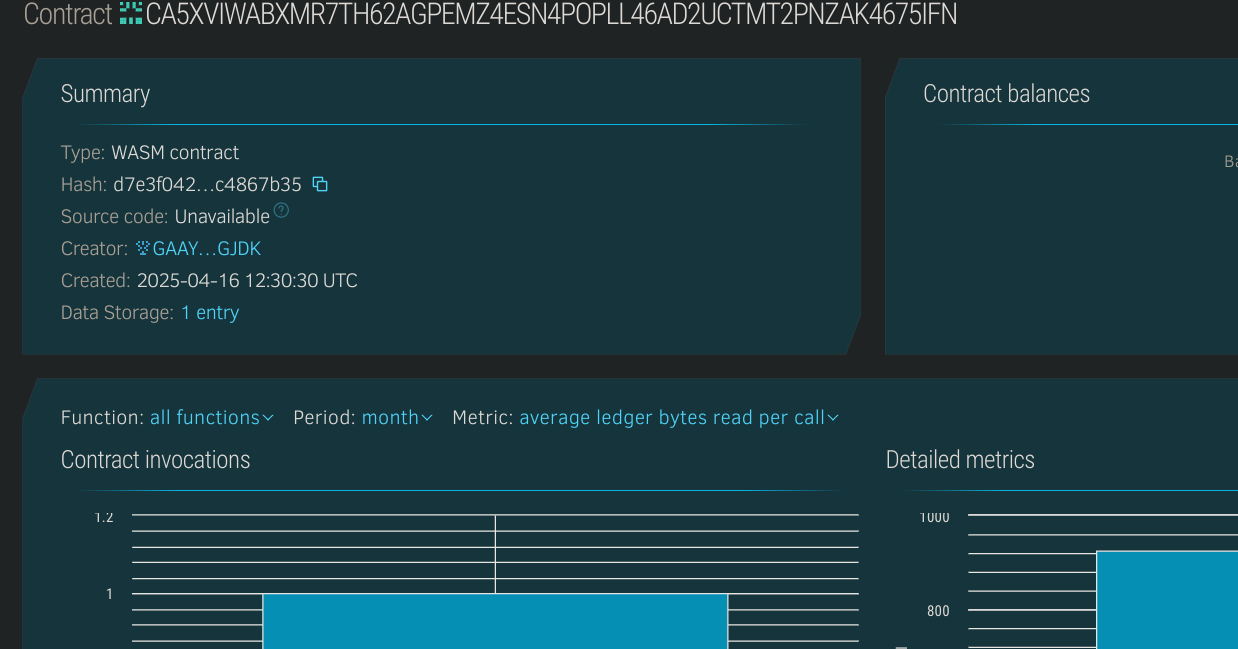 Contract CA5XVIWABXMR7TH62AGPEMZ4ESN4POPLL46AD2UCTMT2PNZAK4675IFN
Summary
Type: WASM contract
Hash: d7e3f042...c4867b35
Source code: Unavailable ?
Creator: GAAY...GJDK
Created: 2025-04-16 12:30:30 UTC
Data Storage: 1 entry
Contract balances
Function: all functions Period: month Metric: average ledger bytes read per call
Contract invocations
1.2
1
Detailed metrics
1000
800